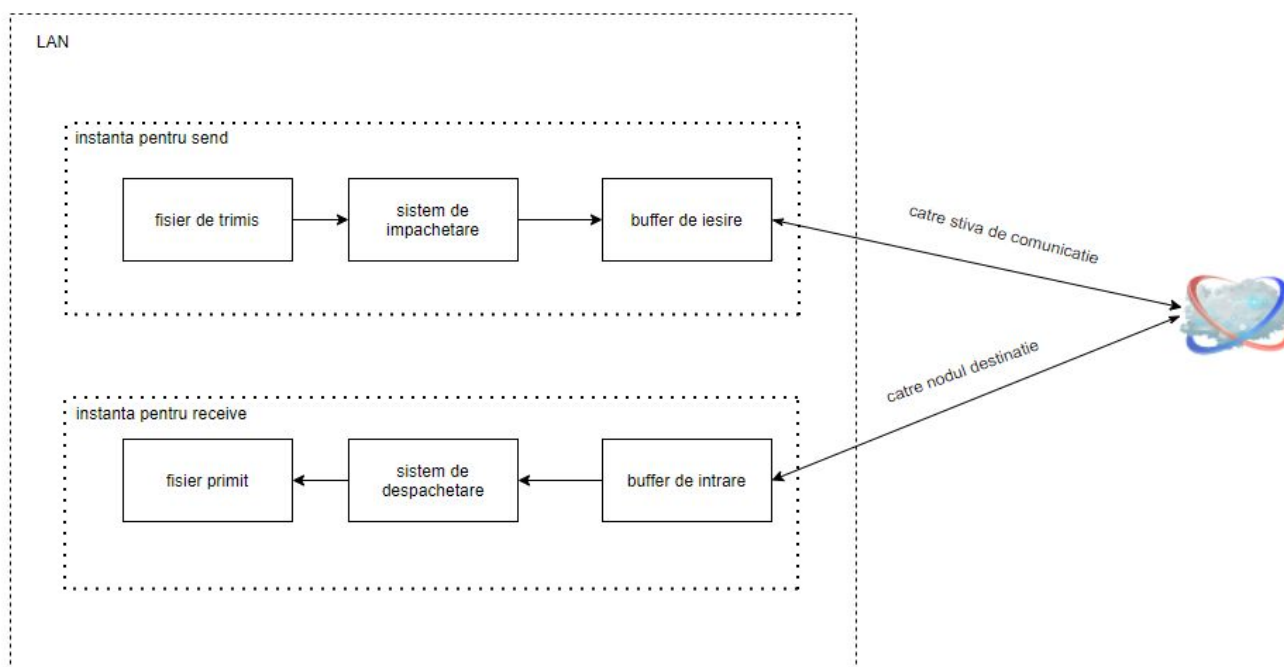 LAN
instanta pentru send
fisier de trimis
sistem de
impachetare
buffer de iesire
catre stiva de comunicatie
catre nodul destinatie
instanta pentru receive
fisier primit
sistem de
despachetare
buffer de intrare